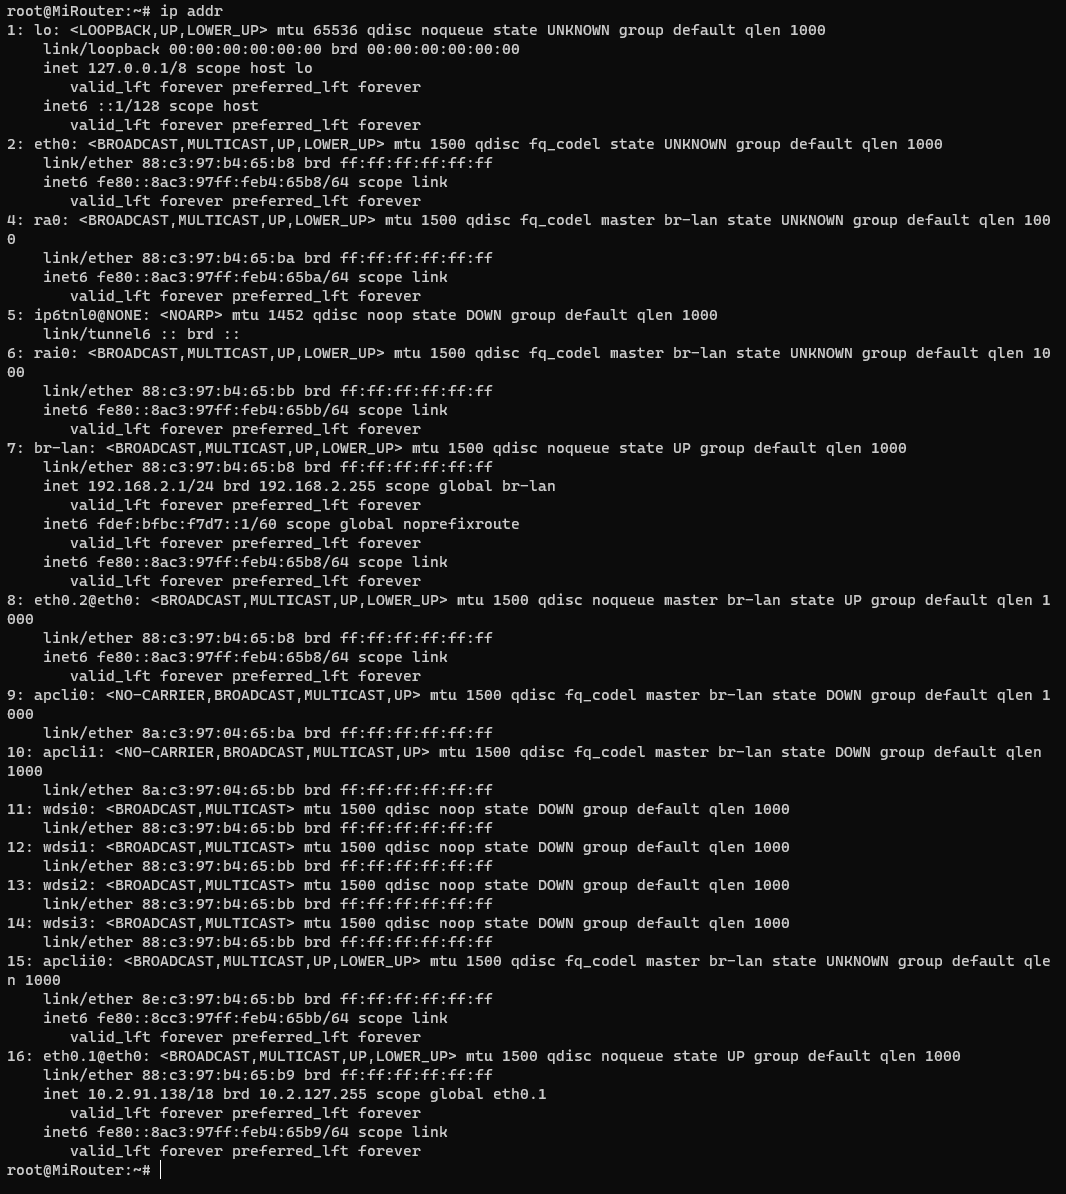 root@MiRouter:~# ip addr
1: lo: <LOOPBACK,UP,LOWER_UP> mtu 65536 qdisc noqueue state UNKNOWN group default qlen 1000
    link/loopback 00:00:00:00:00:00 brd 00:00:00:00:00:00
    inet 127.0.0.1/8 scope host lo
       valid_lft forever preferred_lft forever
    inet6 ::1/128 scope host
       valid_lft forever preferred_lft forever
2: eth0: <BROADCAST,MULTICAST,UP,LOWER_UP> mtu 1500 qdisc fq_codel state UNKNOWN group default qlen 1000
    link/ether 88:c3:97:b4:65:b8 brd ff:ff:ff:ff:ff:ff
    inet6 fe80::8ac3:97ff:feb4:65b8/64 scope link
       valid_lft forever preferred_lft forever
4: ra0: <BROADCAST,MULTICAST,UP,LOWER_UP> mtu 1500 qdisc fq_codel master br-lan state UNKNOWN group default qlen 100
0
    link/ether 88:c3:97:b4:65:ba brd ff:ff:ff:ff:ff:ff
    inet6 fe80::8ac3:97ff:feb4:65ba/64 scope link
       valid_lft forever preferred_lft forever
5: ip6tnl0@NONE: <NOARP> mtu 1452 qdisc noop state DOWN group default qlen 1000
    link/tunnel6 :: brd ::
6: rai0: <BROADCAST,MULTICAST,UP,LOWER_UP> mtu 1500 qdisc fq_codel master br-lan state UNKNOWN group default qlen 10
00
    link/ether 88:c3:97:b4:65:bb brd ff:ff:ff:ff:ff:ff
    inet6 fe80::8ac3:97ff:feb4:65bb/64 scope link
       valid_lft forever preferred_lft forever
7: br-lan: <BROADCAST,MULTICAST,UP,LOWER_UP> mtu 1500 qdisc noqueue state UP group default qlen 1000
    link/ether 88:c3:97:b4:65:b8 brd ff:ff:ff:ff:ff:ff
    inet 192.168.2.1/24 brd 192.168.2.255 scope global br-lan
       valid_lft forever preferred_lft forever
    inet6 fdef:bfbc:f7d7::1/60 scope global noprefixroute
       valid_lft forever preferred_lft forever
    inet6 fe80::8ac3:97ff:feb4:65b8/64 scope link
       valid_lft forever preferred_lft forever
8: eth0.2@eth0: <BROADCAST,MULTICAST,UP,LOWER_UP> mtu 1500 qdisc noqueue master br-lan state UP group default qlen 1
000
    link/ether 88:c3:97:b4:65:b8 brd ff:ff:ff:ff:ff:ff
    inet6 fe80::8ac3:97ff:feb4:65b8/64 scope link
       valid_lft forever preferred_lft forever
9: apcli0: <NO-CARRIER,BROADCAST,MULTICAST,UP> mtu 1500 qdisc fq_codel master br-lan state DOWN group default qlen 1
000
    link/ether 8a:c3:97:04:65:ba brd ff:ff:ff:ff:ff:ff
10: apcli1: <NO-CARRIER,BROADCAST,MULTICAST,UP> mtu 1500 qdisc fq_codel master br-lan state DOWN group default qlen
1000
    link/ether 8a:c3:97:04:65:bb brd ff:ff:ff:ff:ff:ff
11: wdsi0: <BROADCAST,MULTICAST> mtu 1500 qdisc noop state DOWN group default qlen 1000
    link/ether 88:c3:97:b4:65:bb brd ff:ff:ff:ff:ff:ff
12: wdsi1: <BROADCAST,MULTICAST> mtu 1500 qdisc noop state DOWN group default qlen 1000
    link/ether 88:c3:97:b4:65:bb brd ff:ff:ff:ff:ff:ff
13: wdsi2: <BROADCAST,MULTICAST> mtu 1500 qdisc noop state DOWN group default qlen 1000
    link/ether 88:c3:97:b4:65:bb brd ff:ff:ff:ff:ff:ff
14: wdsi3: <BROADCAST,MULTICAST> mtu 1500 qdisc noop state DOWN group default qlen 1000
    link/ether 88:c3:97:b4:65:bb brd ff:ff:ff:ff:ff:ff
15: apclii0: <BROADCAST,MULTICAST,UP,LOWER_UP> mtu 1500 qdisc fq_codel master br-lan state UNKNOWN group default qle
n 1000
    link/ether 8e:c3:97:b4:65:bb brd ff:ff:ff:ff:ff:ff
    inet6 fe80::8cc3:97ff:feb4:65bb/64 scope link
       valid_lft forever preferred_lft forever
16: eth0.1@eth0: <BROADCAST,MULTICAST,UP,LOWER_UP> mtu 1500 qdisc noqueue state UP group default qlen 1000
    link/ether 88:c3:97:b4:65:b9 brd ff:ff:ff:ff:ff:ff
    inet 10.2.91.138/18 brd 10.2.127.255 scope global eth0.1
       valid_lft forever preferred_lft forever
    inet6 fe80::8ac3:97ff:feb4:65b9/64 scope link
       valid_lft forever preferred_lft forever
root@MiRouter:~#